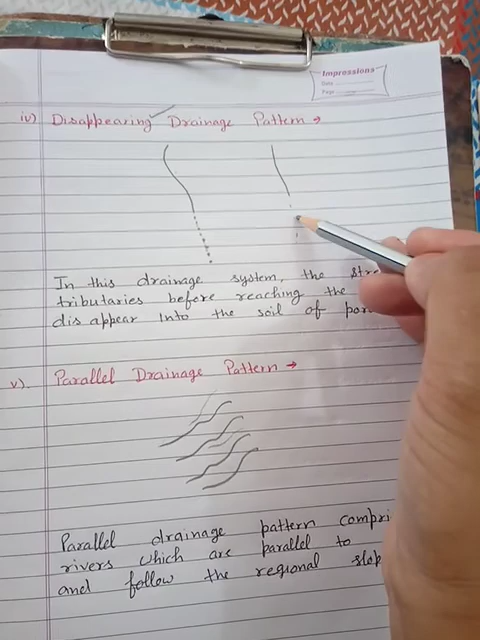 Impressions
Date
Page
iv) Disappearing Drainage Pattern →
In this drainage system, the
tributaries before reaching the
disappear into the soil of
v). Parallel Drainage Pattern →
Parallel drainage pattern
rivers which are parallel to
and follow the regional